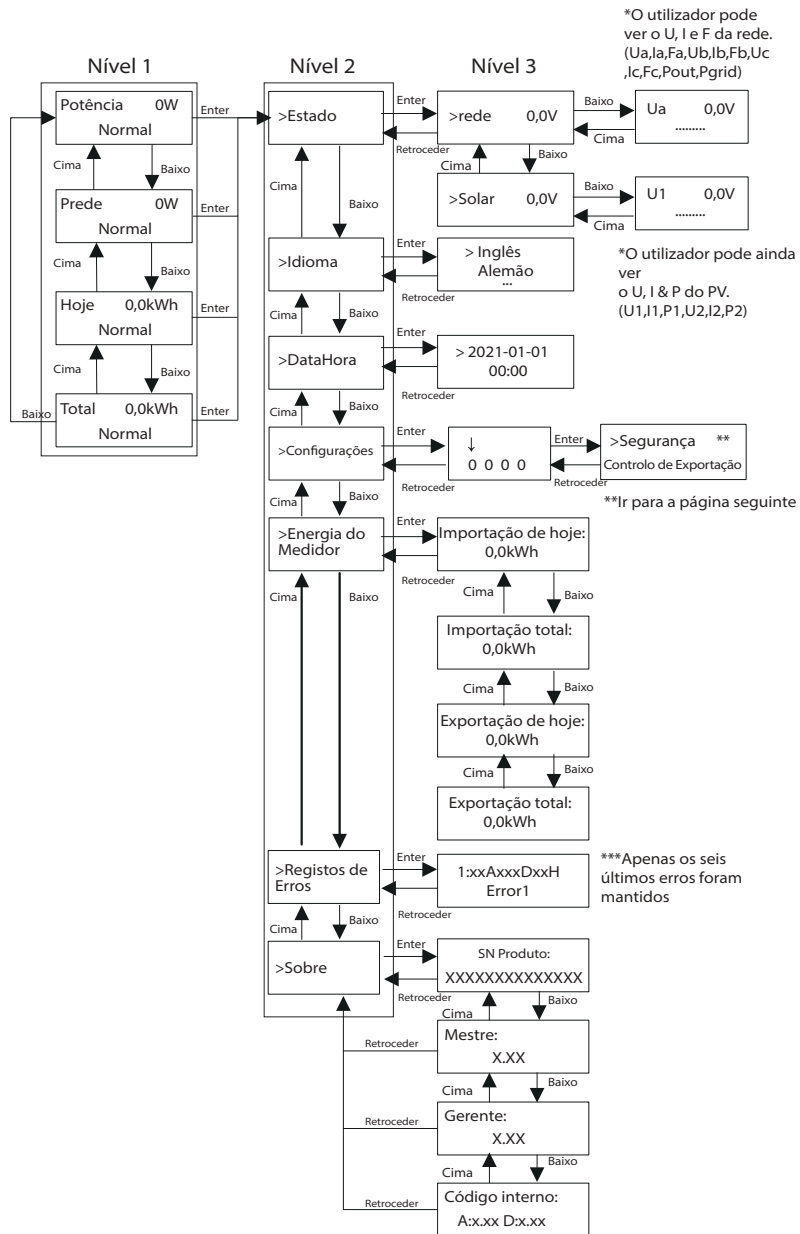 *O utilizador pode
ver o U, I e F da rede.
(Ua,Ia,Fa,Ub,Ib,Fb,Uc
,Ic,Fc,Pout,Pgrid)
Nível 1
Nível 2
Nível 3
Potência 0W
Normal
Enter
Cima
Baixo
Prede 0W
Normal
Enter
Cima
Baixo
Hoje 0,0kWh
Normal
Enter
Cima
Baixo
Baixo
Total 0,0kWh
Normal
Enter
>Estado
Enter
Retroceder
>rede 0,0V
Baixo
Cima
Ua 0,0V
.........
Cima
Baixo
>Solar 0,0V
Baixo
Cima
U1 0,0V
.........
*O utilizador pode ainda
ver
o U, I & P do PV.
(U1,I1,P1,U2,I2,P2)
Cima
Baixo
>Idioma
Enter
Retroceder
> Inglês
Alemão
...
Cima
Baixo
>DataHora
Enter
Retroceder
> 2021-01-01
00:00
Cima
Baixo
>Configurações
Enter
Retroceder
↓
0 0 0 0
Enter
Retroceder
>Segurança **
Controlo de Exportação
**Ir para a página seguinte
Cima
Baixo
>Energia do
Medidor
Enter
Retroceder
Importação de hoje:
0,0kWh
Cima
Baixo
Importação total:
0,0kWh
Cima
Baixo
Exportação de hoje:
0,0kWh
Cima
Baixo
Exportação total:
0,0kWh
Cima
Baixo
>Registos de
Erros
Enter
Retroceder
1:xxAxxxDxxH
Error1
***Apenas os seis
últimos erros foram
mantidos
Cima
Baixo
>Sobre
Enter
Retroceder
SN Produto:
XXXXXXXXXXXXXX
Cima
Baixo
Retroceder
Mestre:
X.XX
Cima
Baixo
Retroceder
Gerente:
X.XX
Cima
Baixo
Retroceder
Código interno:
A:x.xx D:x.xx